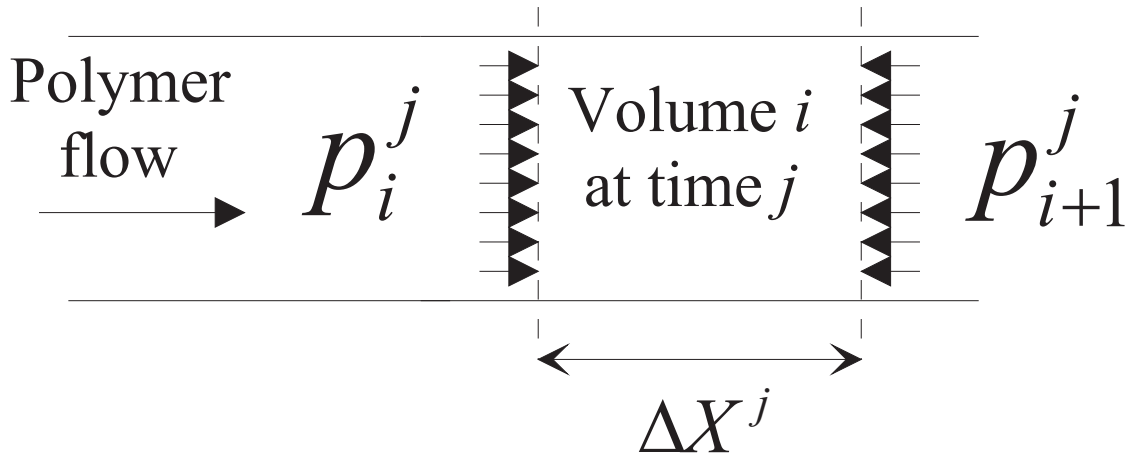 Polymer
flow
p_i^j
Volume i
at time j
p_{i+1}^j
ΔX^j